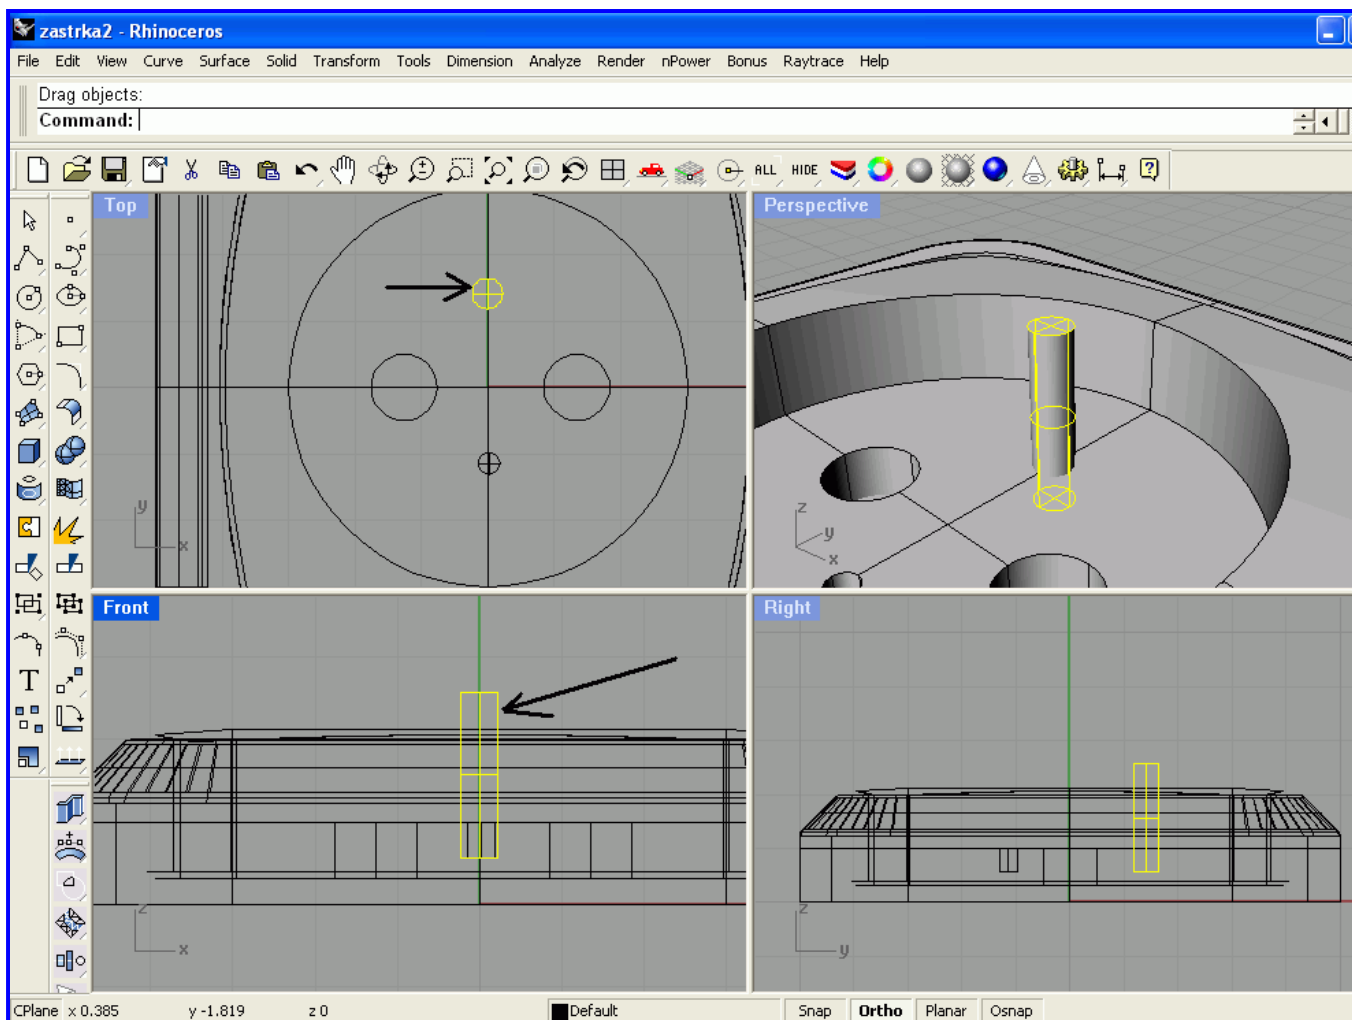 zastrka2 - Rhinoceros
File Edit View Curve Surface Solid Transform Tools Dimension Analyze Render nPower Bonus Raytrace Help
Drag objects:
Command:
ALL HIDE
Top
Perspective
y
x
z
y
x
Front
Right
T
z
x
z
y
CPlane x 0.385 y -1.819 z 0 Default Snap Ortho Planar Osnap